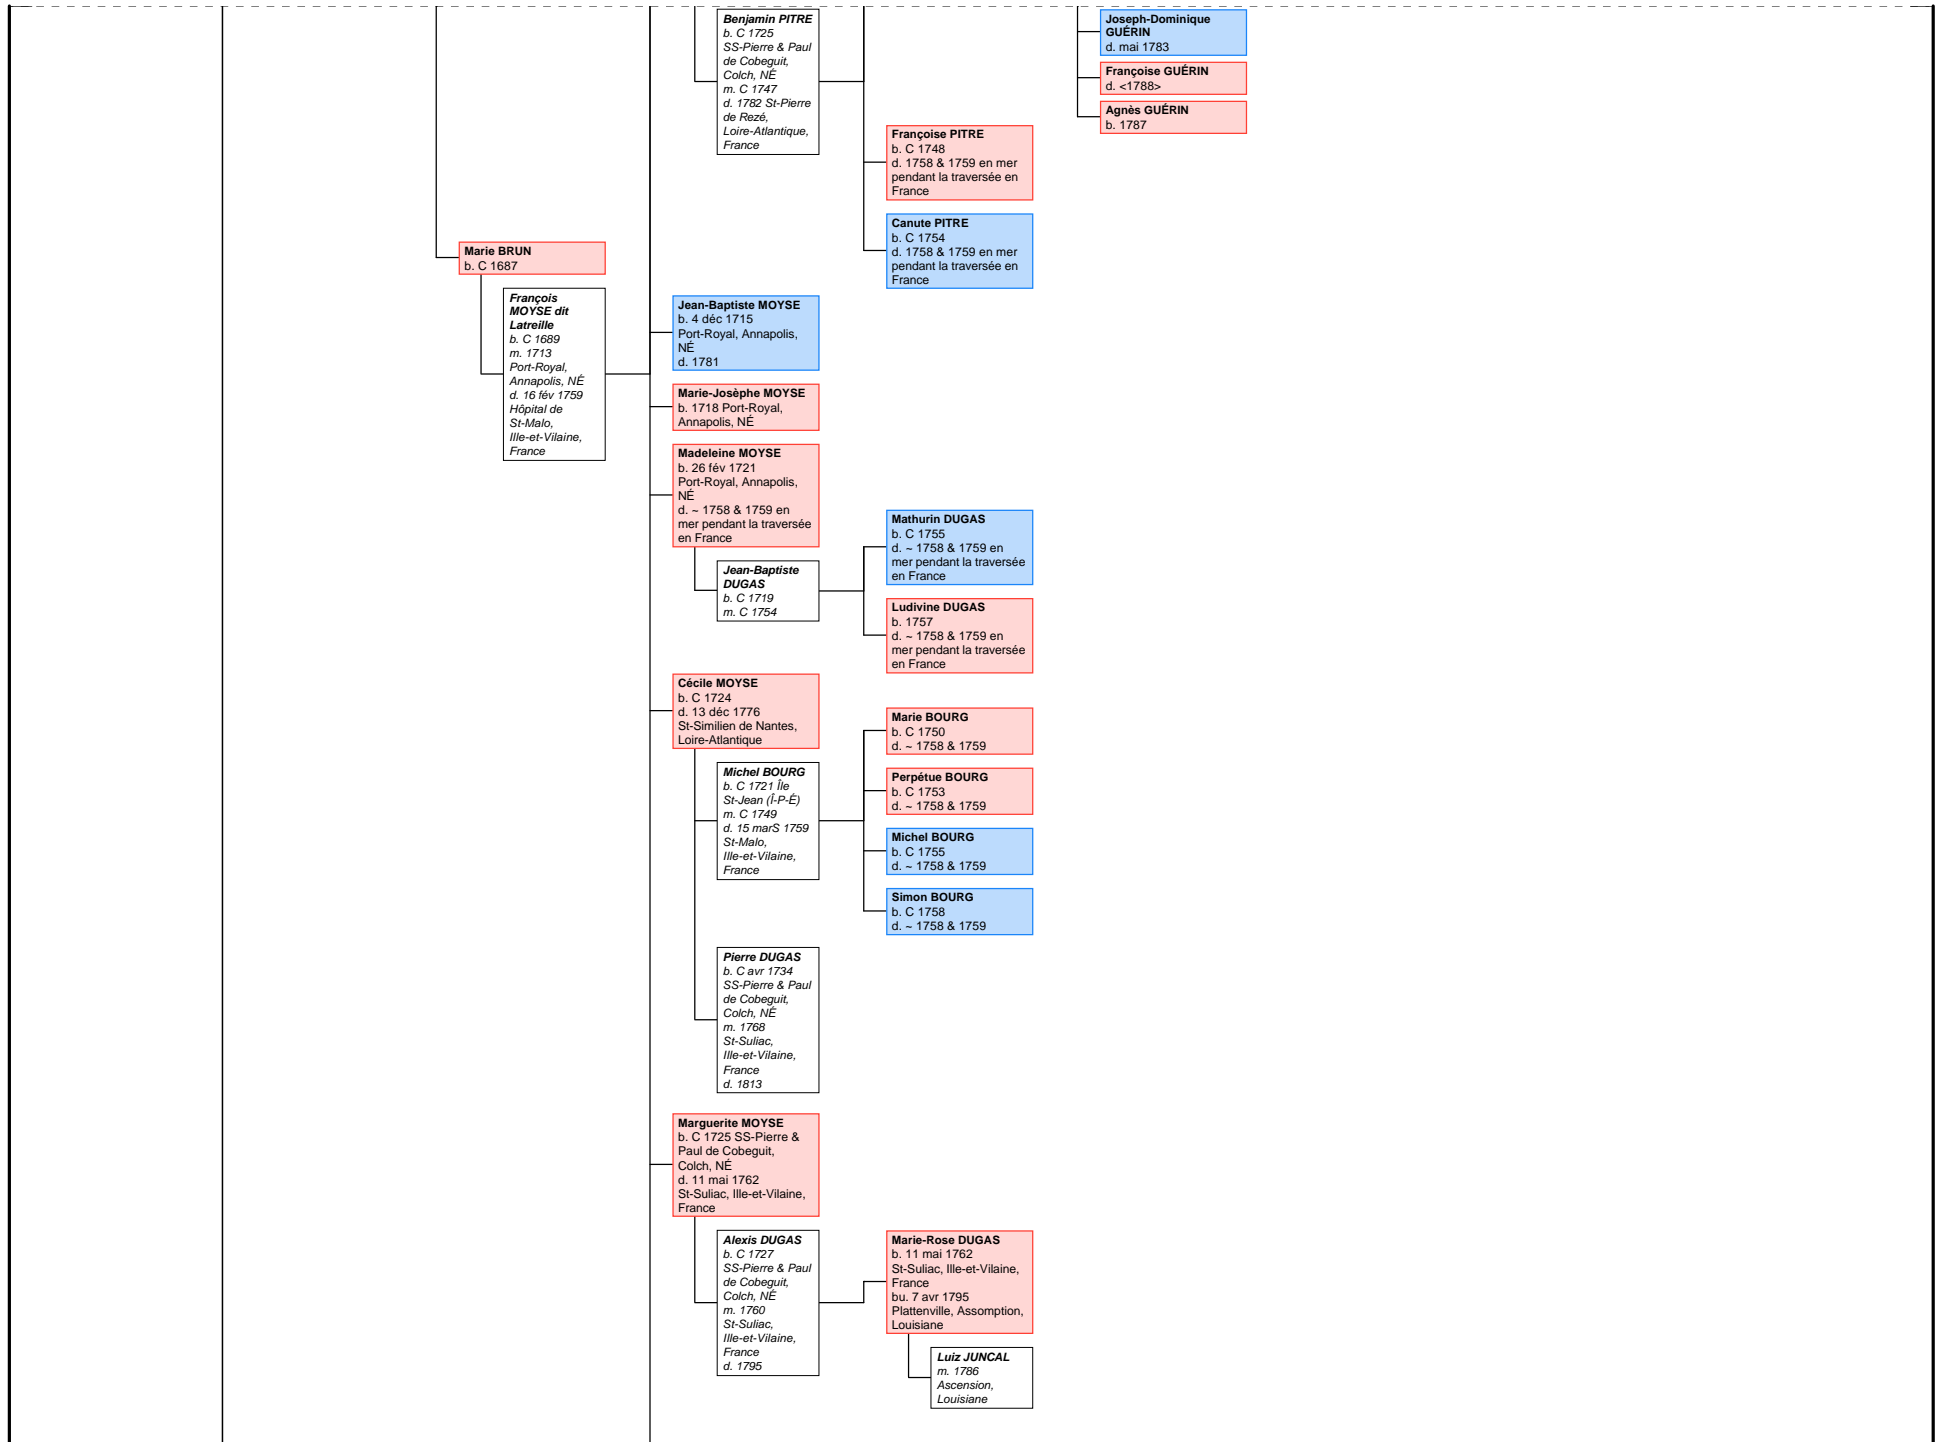 Benjamin PITRE
b. C 1725
SS-Pierre & Paul
de Cobeguit,
Colch, NÉ
m. C 1747
d. 1782 St-Pierre
de Rezé,
Loire-Atlantique,
France
Joseph-Dominique
GUÉRIN
d. mai 1783
Françoise GUÉRIN
d. <1788>
Agnès GUÉRIN
b. 1787
Françoise PITRE
b. C 1748
d. 1758 & 1759 en mer
pendant la traversée en
France
Canute PITRE
b. C 1754
d. 1758 & 1759 en mer
pendant la traversée en
France
Marie BRUN
b. C 1687
François
MOYSE dit
Latreille
b. C 1689
m. 1713
Port-Royal,
Annapolis, NÉ
d. 16 fév 1759
Hôpital de
St-Malo,
Ille-et-Vilaine,
France
Jean-Baptiste MOYSE
b. 4 déc 1715
Port-Royal, Annapolis,
NÉ
d. 1781
Marie-Josèphe MOYSE
b. 1718 Port-Royal,
Annapolis, NÉ
Madeleine MOYSE
b. 26 fév 1721
Port-Royal, Annapolis,
NÉ
d. ~ 1758 & 1759 en
mer pendant la traversée
en France
Jean-Baptiste
DUGAS
b. C 1719
m. C 1754
Mathurin DUGAS
b. C 1755
d. ~ 1758 & 1759 en
mer pendant la traversée
en France
Ludivine DUGAS
b. 1757
d. ~ 1758 & 1759 en
mer pendant la traversée
en France
Cécile MOYSE
b. C 1724
d. 13 déc 1776
St-Similien de Nantes,
Loire-Atlantique
Michel BOURG
b. C 1721 Île
St-Jean (Î-P-É)
m. C 1749
d. 15 marS 1759
St-Malo,
Ille-et-Vilaine,
France
Marie BOURG
b. C 1750
d. ~ 1758 & 1759
Perpétue BOURG
b. C 1753
d. ~ 1758 & 1759
Michel BOURG
b. C 1755
d. ~ 1758 & 1759
Simon BOURG
b. C 1758
d. ~ 1758 & 1759
Pierre DUGAS
b. C avr 1734
SS-Pierre & Paul
de Cobeguit,
Colch, NÉ
m. 1768
St-Suliac,
Ille-et-Vilaine,
France
d. 1813
Marguerite MOYSE
b. C 1725 SS-Pierre &
Paul de Cobeguit,
Colch, NÉ
d. 11 mai 1762
St-Suliac, Ille-et-Vilaine,
France
Alexis DUGAS
b. C 1727
SS-Pierre & Paul
de Cobeguit,
Colch, NÉ
m. 1760
St-Suliac,
Ille-et-Vilaine,
France
d. 1795
Marie-Rose DUGAS
b. 11 mai 1762
St-Suliac, Ille-et-Vilaine,
France
bu. 7 avr 1795
Plattenville, Assomption,
Louisiane
Luiz JUNCAL
m. 1786
Ascension,
Louisiane